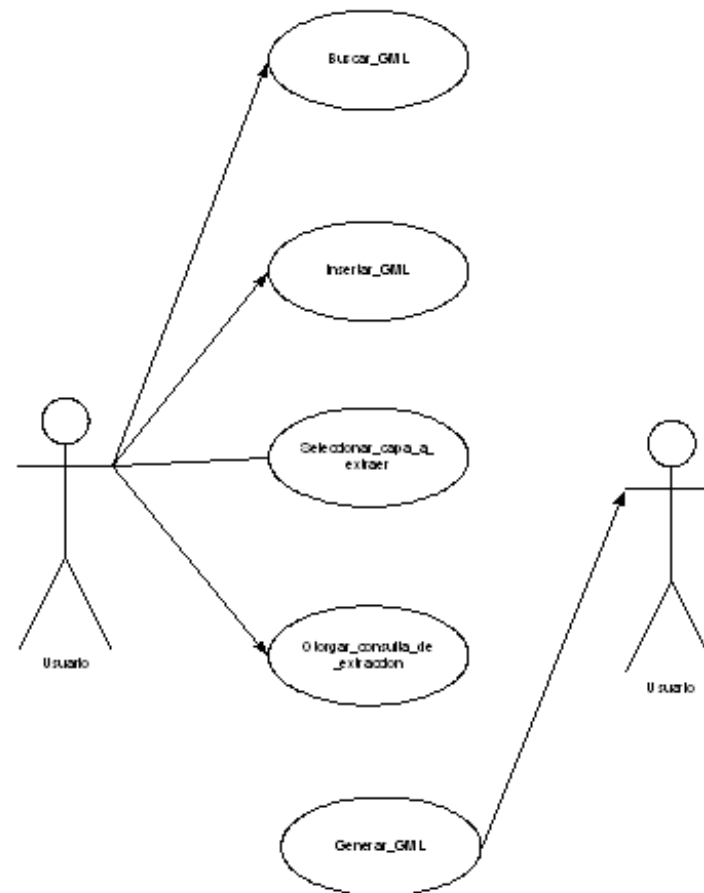 Buscar_GML
Insertar_GML
Seleccionar_capa_a_
extraer
Otorgar_consulta_de
_extraccion
Usuario
Usuario
Generar_GML